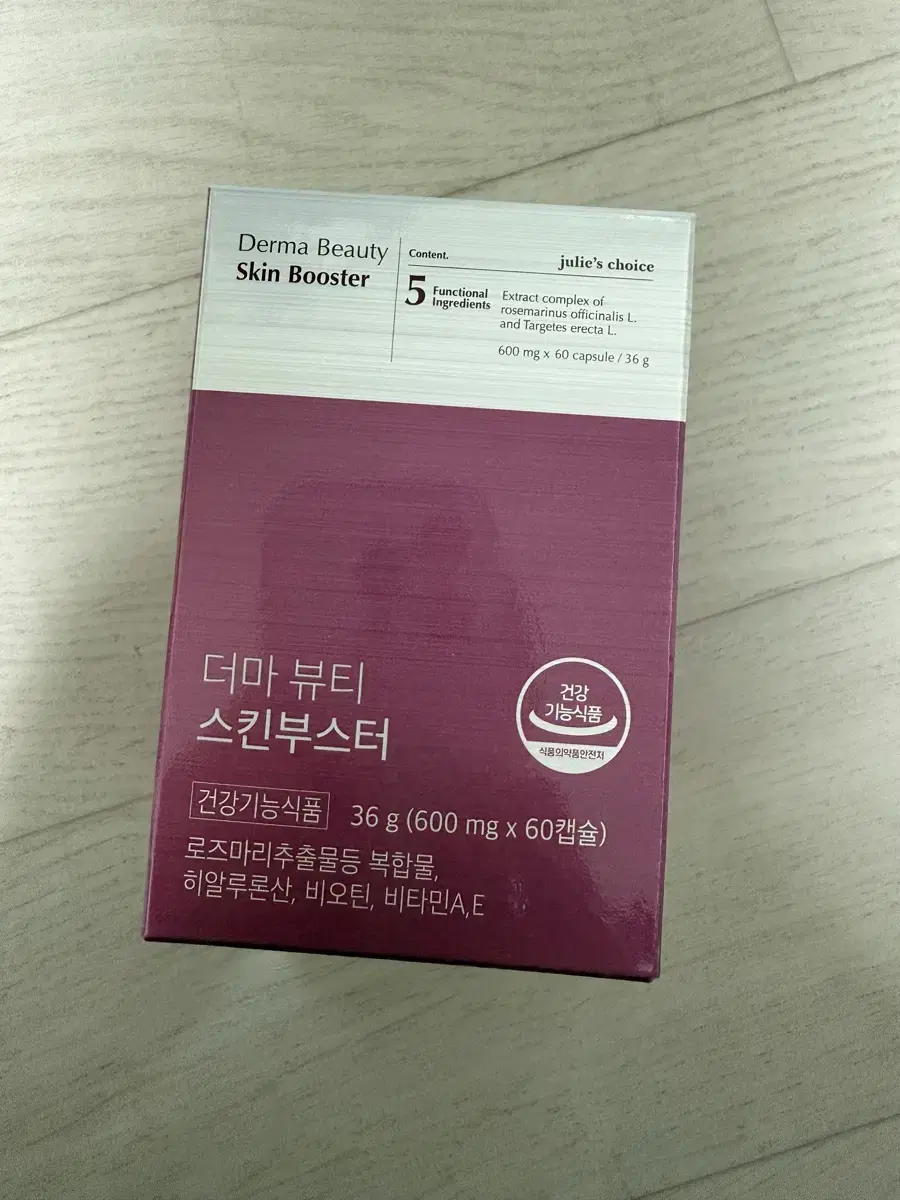 Derma Beauty
Skin Booster
Content.
julie's choice
5 Functional
Ingredients
Extract complex of
rosemarinus officinalis L.
and Targetes erecta L.
600 mg x 60 capsule / 36 g
더마 뷰티
스킨부스터
건강
기능식품
식품의약품안전처
건강기능식품 36 g (600 mg x 60캡슐)
로즈마리추출물등 복합물,
히알루론산, 비오틴, 비타민A,E